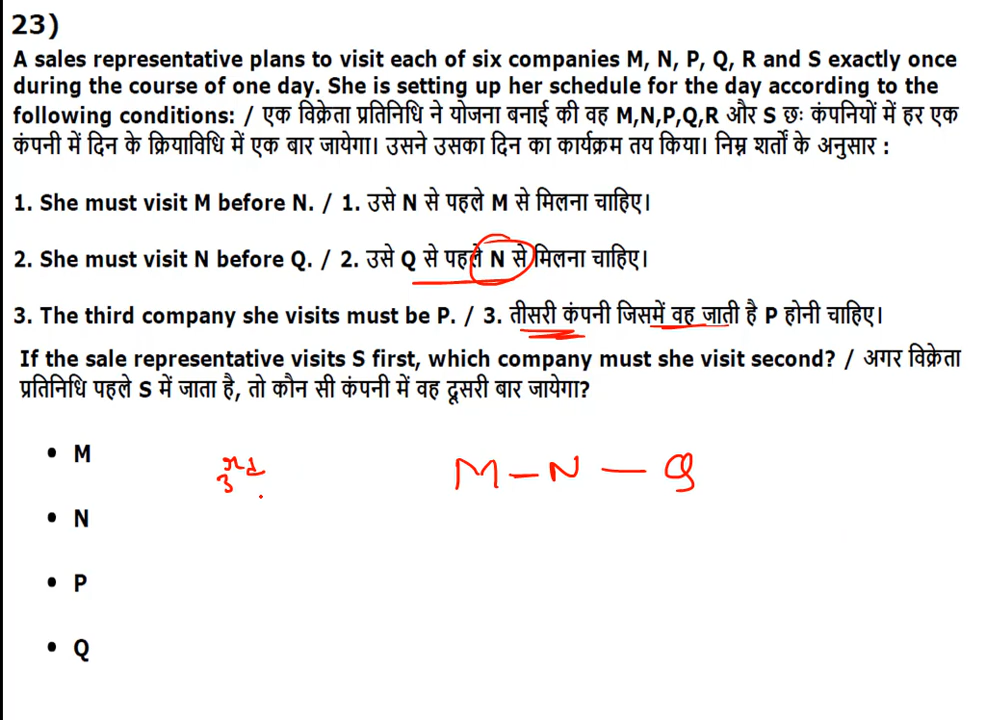 23)
A sales representative plans to visit each of six companies M, N, P, Q, R and S exactly once
during the course of one day. She is setting up her schedule for the day according to the
following conditions: / एक विक्रेता प्रतिनिधि ने योजना बनाई की वह M,N,P,Q,R और S छः कंपनियों में हर एक
कंपनी में दिन के क्रियाविधि में एक बार जायेगा। उसने उसका दिन का कार्यक्रम तय किया। निम्न शर्तों के अनुसार :
1. She must visit M before N. / 1. उसे N से पहले M से मिलना चाहिए।
2. She must visit N before Q. / 2. उसे Q से पहले N से मिलना चाहिए।
3. The third company she visits must be P. / 3. तीसरी कंपनी जिसमें वह जाती है P होनी चाहिए।
If the sale representative visits S first, which company must she visit second? / अगर विक्रेता
प्रतिनिधि पहले S में जाता है, तो कौन सी कंपनी में वह दूसरी बार जायेगा?
• M
3rd M – N – Q
• N
• P
• Q